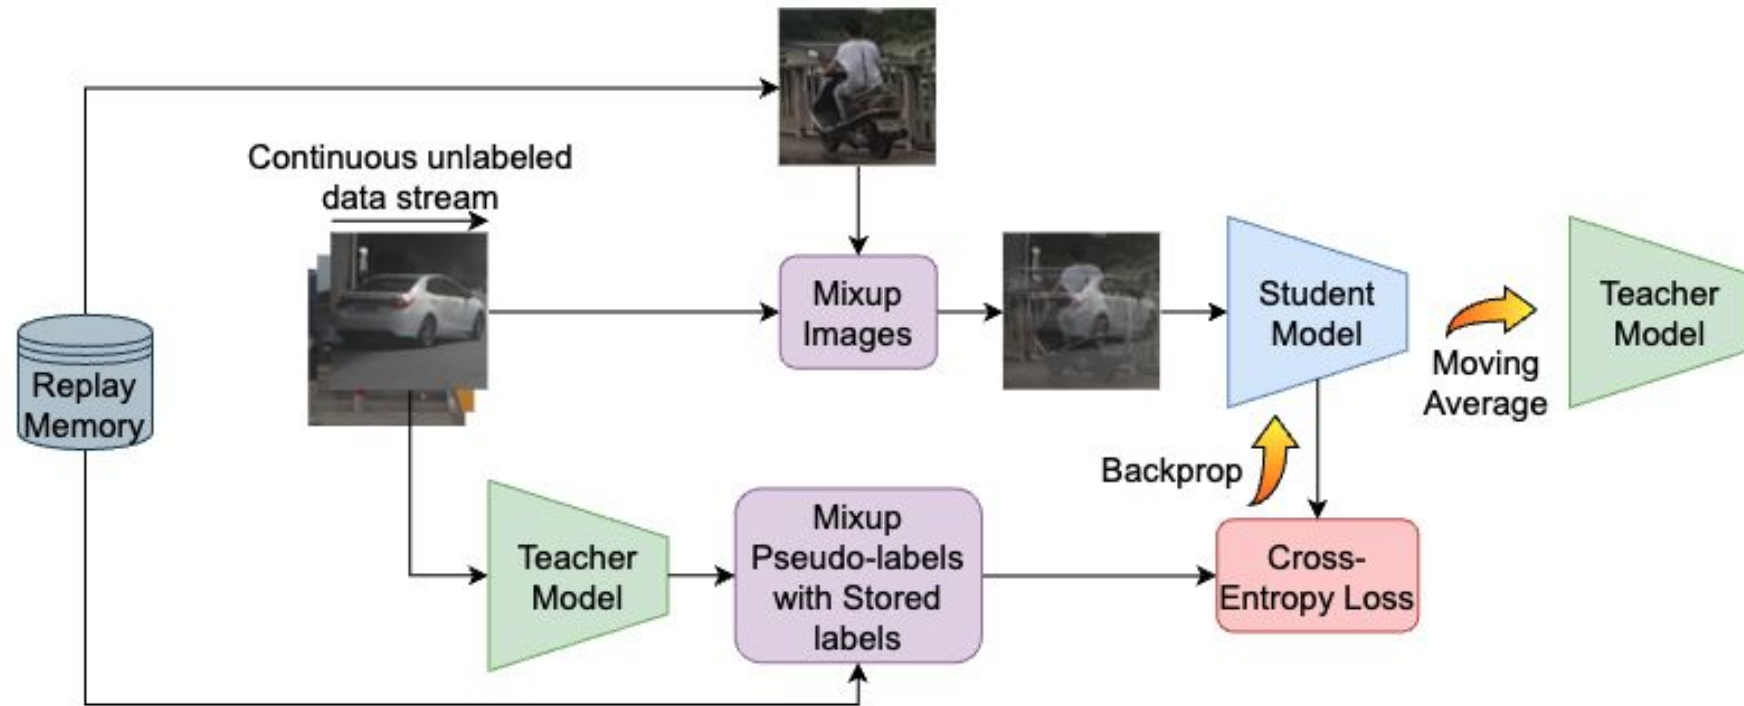 Continuous unlabeled
data stream
Replay
Memory
Mixup
Images
Student
Model
Teacher
Model
Moving
Average
Backprop
Teacher
Model
Mixup
Pseudo-labels
with Stored
labels
Cross-
Entropy Loss